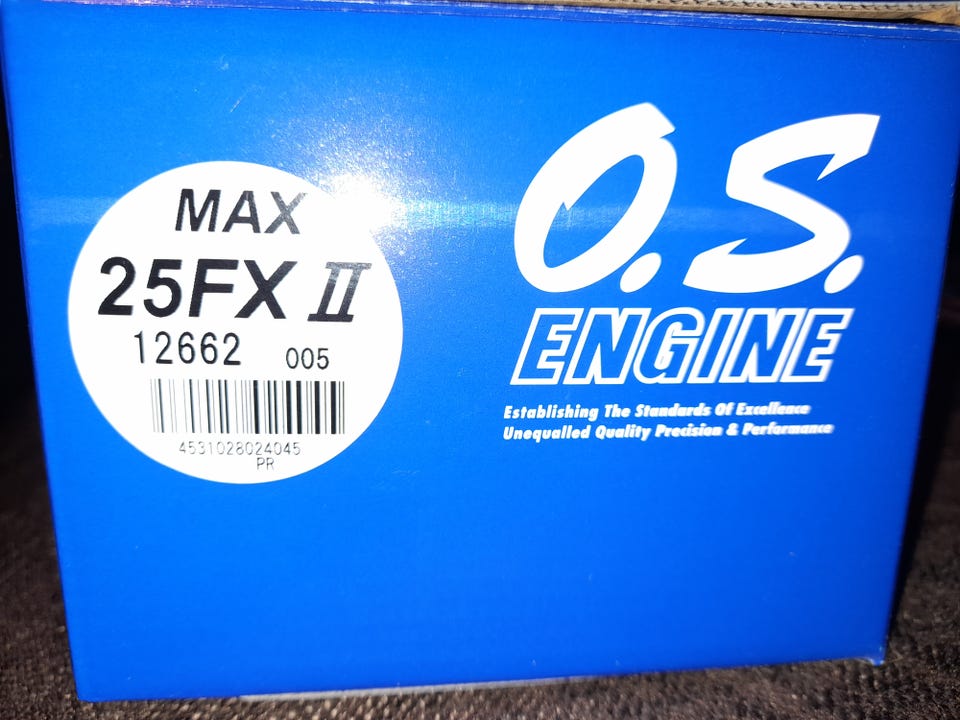 MAX
25FX II
12662 005
4531028024045
PR
O.S.
ENGINE
Establishing The Standards Of Excellence
Unequalled Quality Precision & Performance